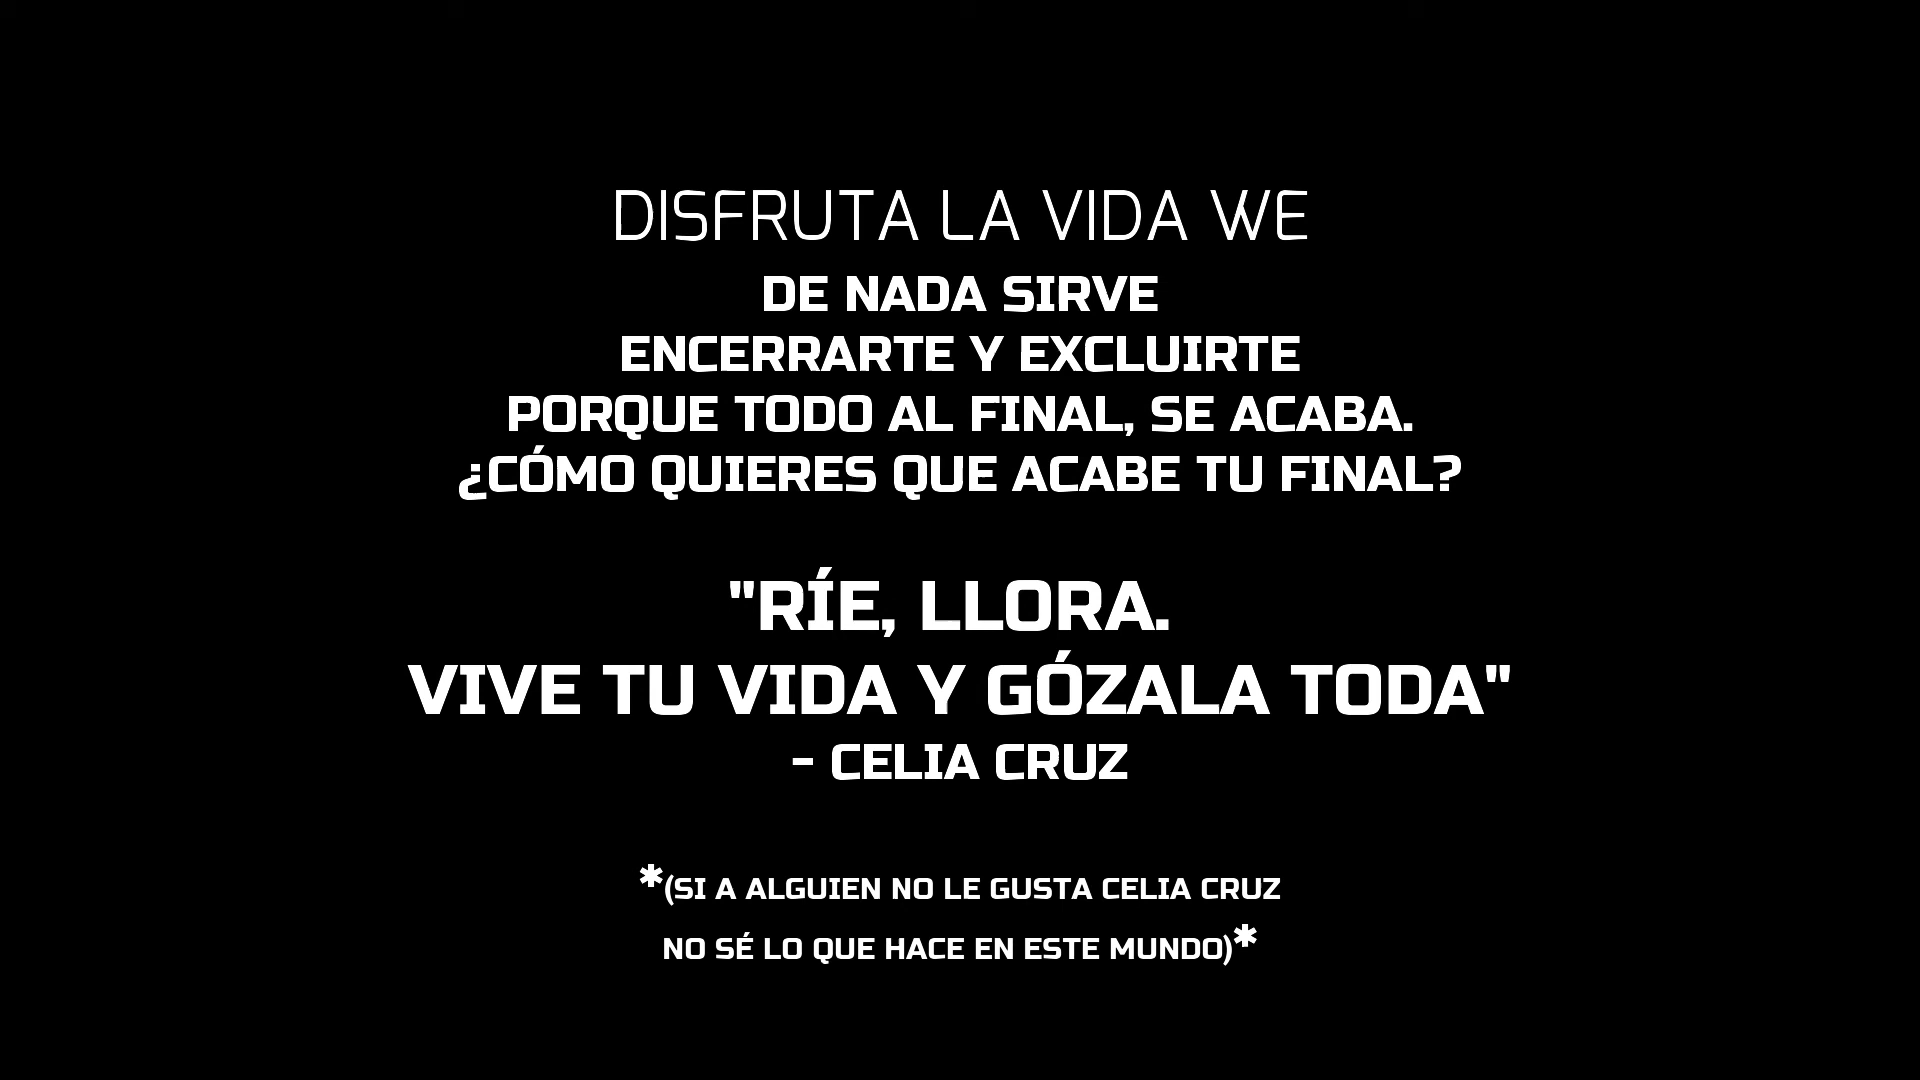 DISFRUTA LA VIDA WE
DE NADA SIRVE
ENCERRARTE Y EXCLUIRTE
PORQUE TODO AL FINAL, SE ACABA.
¿CÓMO QUIERES QUE ACABE TU FINAL?
"RÍE, LLORA.
VIVE TU VIDA Y GÓZALA TODA"
- CELIA CRUZ
*(SI A ALGUIEN NO LE GUSTA CELIA CRUZ
NO SÉ LO QUE HACE EN ESTE MUNDO)*